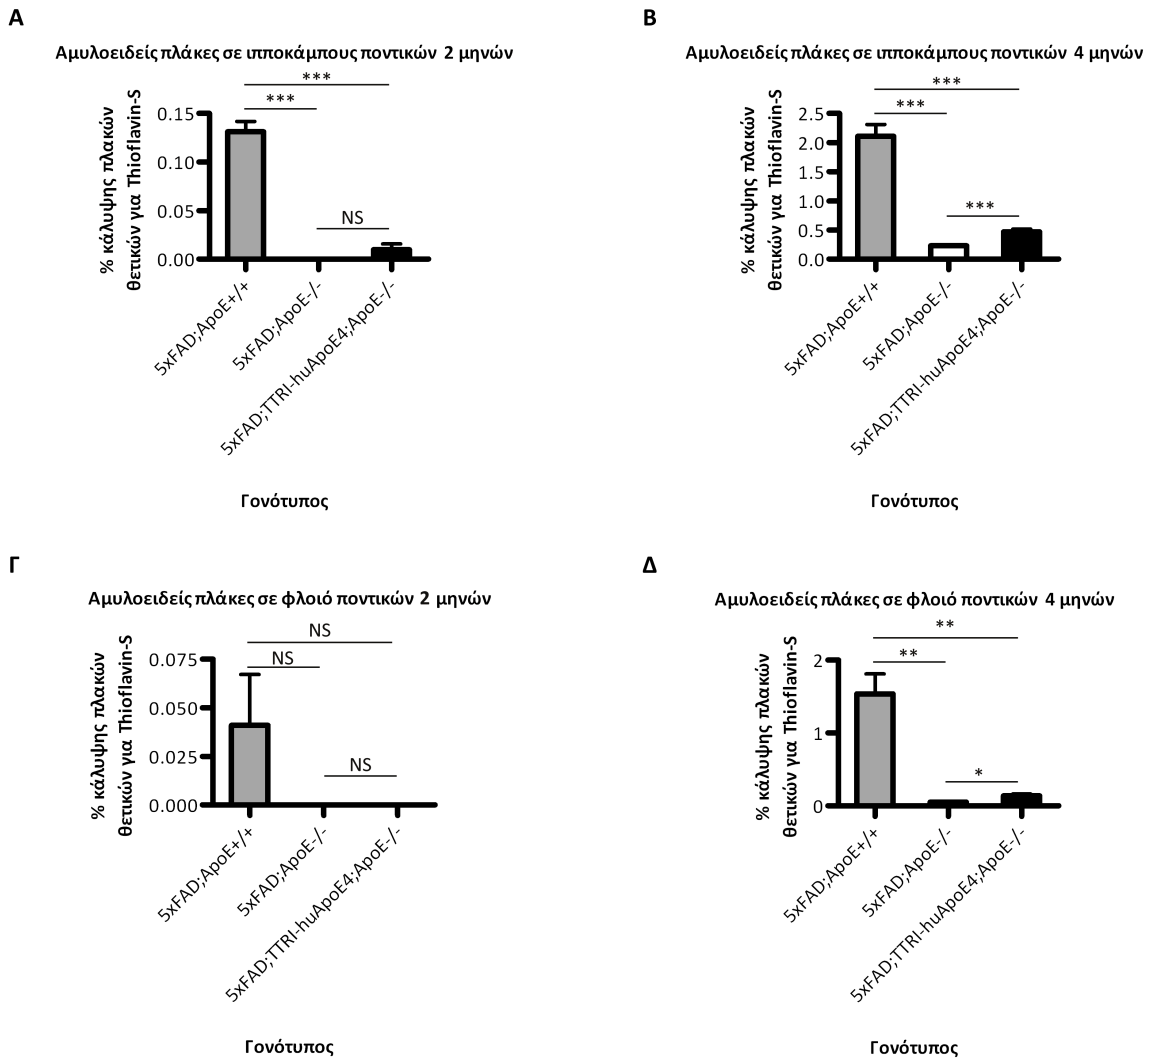 Α
Αμυλοειδείς πλάκες σε ιπποκάμπους ποντικών 2 μηνών
% κάλυψης πλακών
θετικών για Thioflavin-S
***
***
NS
0.15
0.10
0.05
0.00
5xFAD;ApoE+/+
5xFAD;ApoE-/-
5xFAD;TTRI-huApoE4;ApoE-/-
Γονότυπος
Β
Αμυλοειδείς πλάκες σε ιπποκάμπους ποντικών 4 μηνών
% κάλυψης πλακών
θετικών για Thioflavin-S
***
***
***
2.5
2.0
1.5
1.0
0.5
0.0
5xFAD;ApoE+/+
5xFAD;ApoE-/-
5xFAD;TTRI-huApoE4;ApoE-/-
Γονότυπος
Γ
Αμυλοειδείς πλάκες σε φλοιό ποντικών 2 μηνών
% κάλυψης πλακών
θετικών για Thioflavin-S
NS
NS
NS
0.075
0.050
0.025
0.000
5xFAD;ApoE+/+
5xFAD;ApoE-/-
5xFAD;TTRI-huApoE4;ApoE-/-
Γονότυπος
Δ
Αμυλοειδείς πλάκες σε φλοιό ποντικών 4 μηνών
% κάλυψης πλακών
θετικών για Thioflavin-S
**
**
*
2
1
0
5xFAD;ApoE+/+
5xFAD;ApoE-/-
5xFAD;TTRI-huApoE4;ApoE-/-
Γονότυπος